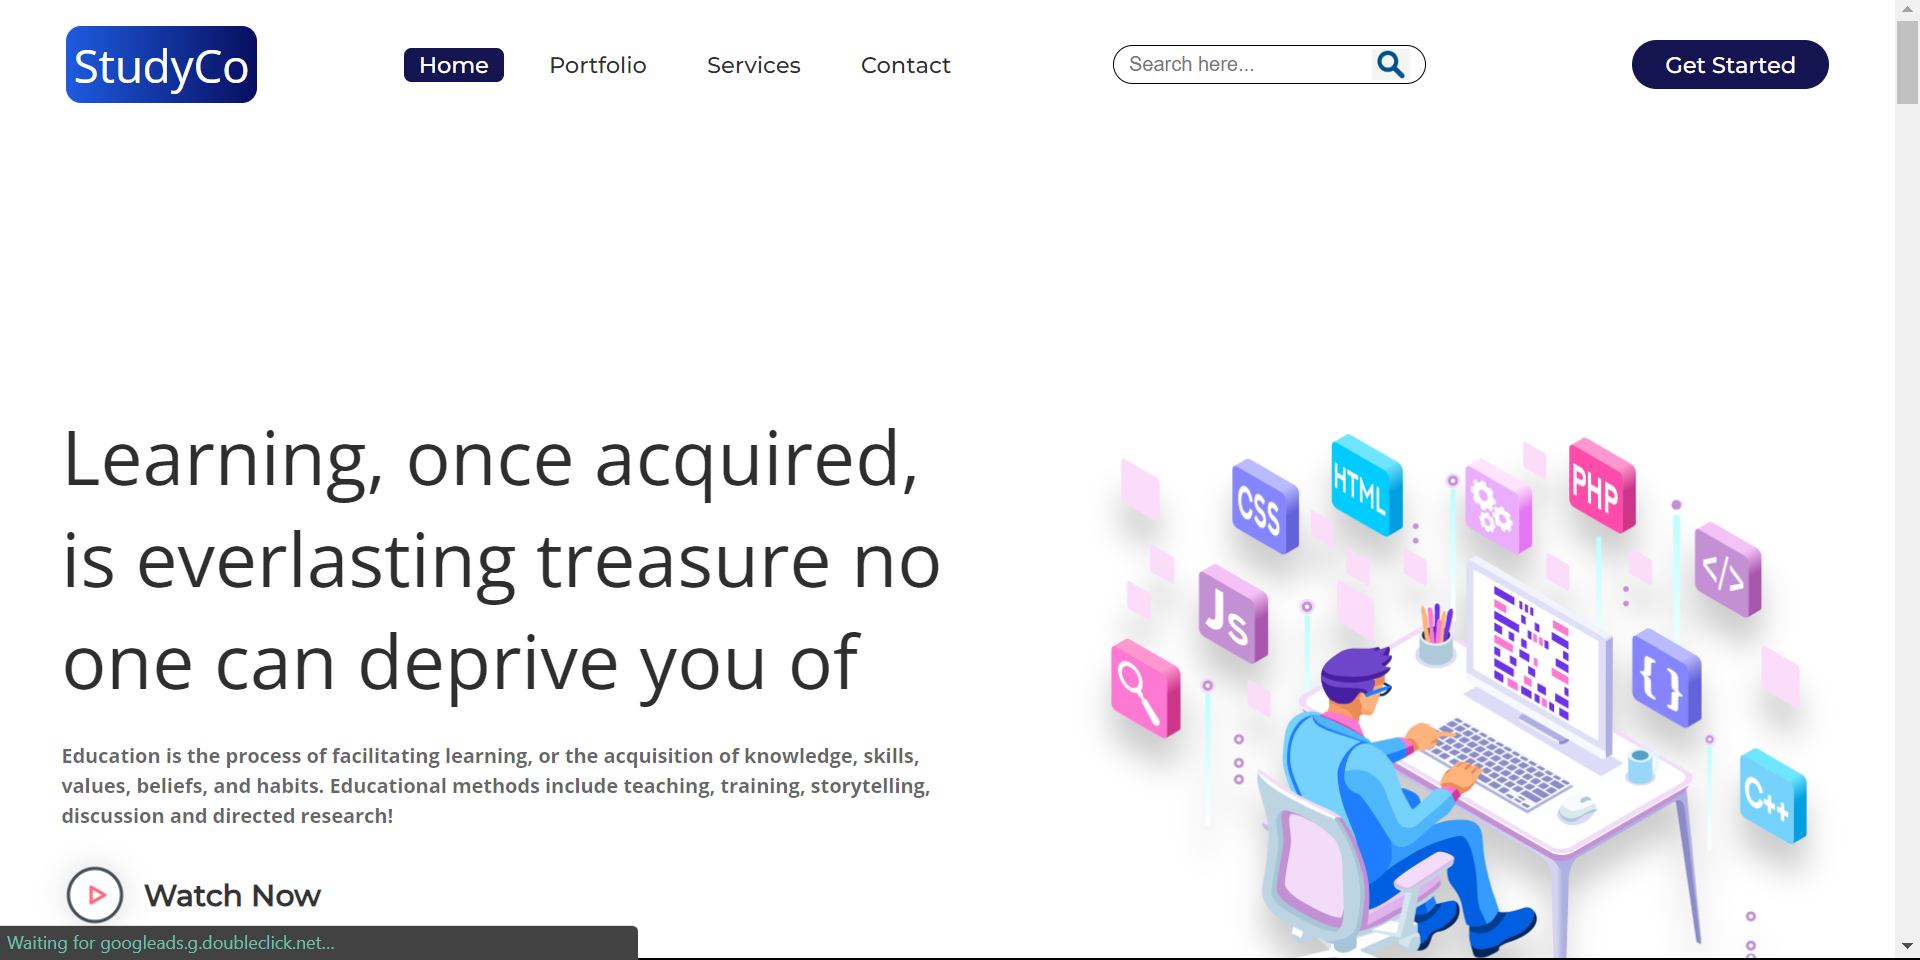 StudyCo
Home
Portfolio
Services
Contact
Search here...
Get Started
Learning, once acquired,
is everlasting treasure no
one can deprive you of
Education is the process of facilitating learning, or the acquisition of knowledge, skills,
values, beliefs, and habits. Educational methods include teaching, training, storytelling,
discussion and directed research!
Watch Now
CSS
HTML
PHP
</>
Js
{ }
C++
Waiting for googleads.g.doubleclick.net...